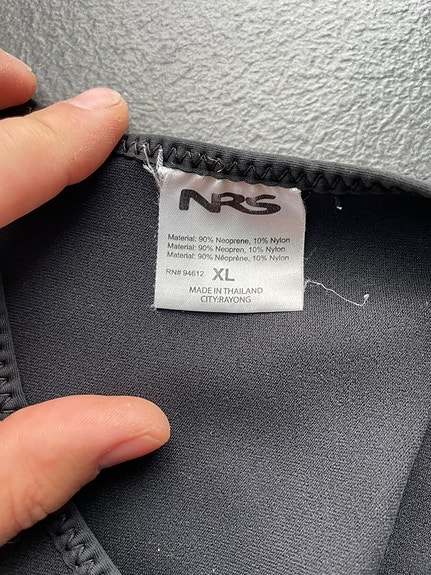 NRS
Material: 90% Neoprene, 10% Nylon
Materiel: 90% Neopren, 10% Nylon
Material: 90% Néoprène, 10% Nylon
RN# 94612 XL
MADE IN THAILAND
CITY:RAYONG